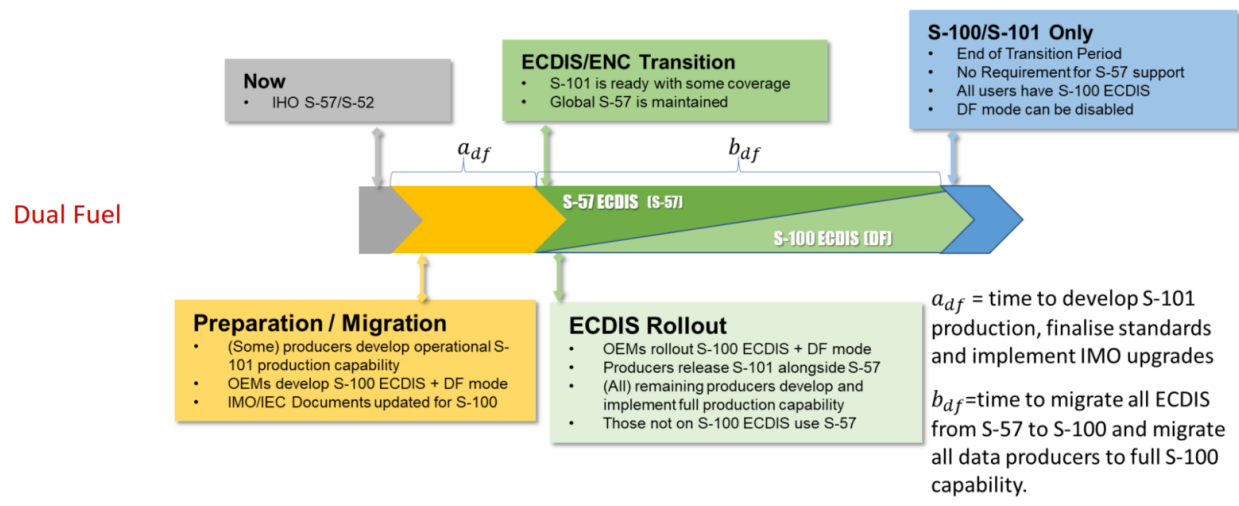 S-100/S-101 Only
• End of Transition Period
• No Requirement for S-57 support
• All users have S-100 ECDIS
• DF mode can be disabled
ECDIS/ENC Transition
• S-101 is ready with some coverage
• Global S-57 is maintained
Now
• IHO S-57/S-52
a_df
b_df
Dual Fuel
S-57 ECDIS (S-57)
S-100 ECDIS (DF)
Preparation / Migration
• (Some) producers develop operational S-
101 production capability
• OEMs develop S-100 ECDIS + DF mode
• IMO/IEC Documents updated for S-100
ECDIS Rollout
• OEMs rollout S-100 ECDIS + DF mode
• Producers release S-101 alongside S-57
• (All) remaining producers develop and
implement full production capability
• Those not on S-100 ECDIS use S-57
a_df = time to develop S-101
production, finalise standards
and implement IMO upgrades
b_df=time to migrate all ECDIS
from S-57 to S-100 and migrate
all data producers to full S-100
capability.